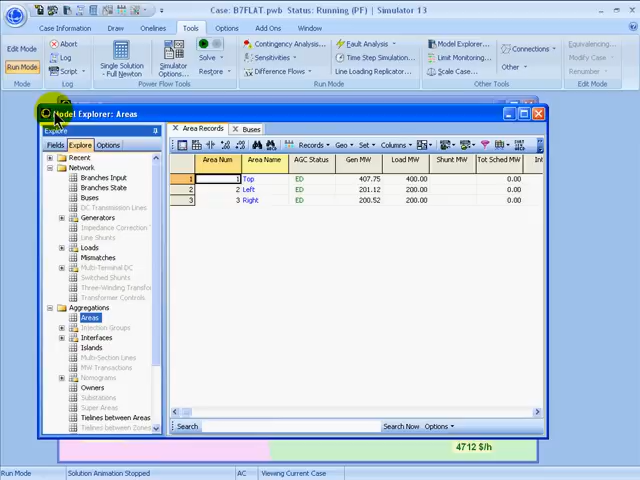 Case: B7FLAT.pwb Status: Running (PF) | Simulator 13
Case Information
Draw
Onelines
Tools
Options
Add Ons
Window
Edit Mode
Run Mode
Mode
Abort
Log
Script
Log
Single Solution - Full Newton
Simulator Options...
Solve
Restore
Power Flow Tools
Contingency Analysis...
Sensitivities
Difference Flows
Fault Analysis
Time Step Simulation...
Line Loading Replicator...
Run Mode
Model Explorer...
Limit Monitoring...
Scale Case...
Connections
Other
Other Tools
Equivalencing...
Renumber
Edit Mode
Model Explorer: Areas
Explore
Fields
Explore
Options
Recent
Network
Branches Input
Branches State
Buses
DC Transmission Lines
Generators
Impedance Correction
Line Shunts
Loads
Mismatches
Multi-Terminal DC
Switched Shunts
Three-Winding Transfor
Transformer Controls
Aggregations
Areas
Injection Groups
Interfaces
Islands
Multi-Section Lines
MW Transactions
Nomograms
Owners
Substations
Super Areas
Tielines between Areas
Tielines between Zones
Area Records
Buses
Records
Geo
Set
Columns
Area Num Area Name AGC Status Gen MW Load MW Shunt MW Tot Sched MW Int
1 1 Top ED 407.75 400.00 0.00
2 2 Left ED 201.12 200.00 0.00
3 3 Right ED 200.52 200.00 0.00
Search
Search Now
Options
4712 $/h
Run Mode
Solution Animation Stopped
AC
Viewing Current Case